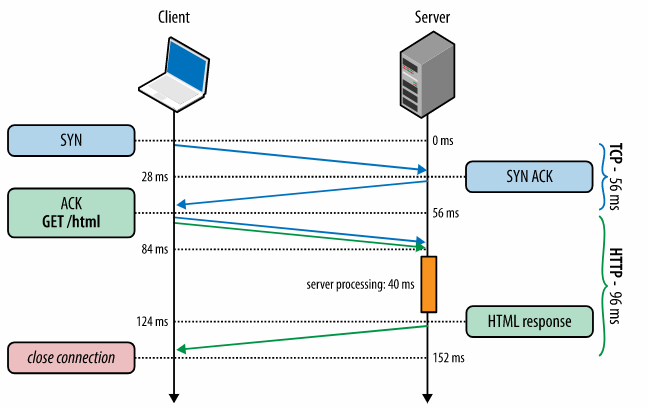 Client
Server
SYN
0 ms
28 ms
SYN ACK
TCP - 56 ms
ACK
GET /html
56 ms
84 ms
server processing: 40 ms
HTTP - 96 ms
124 ms
HTML response
close connection
152 ms